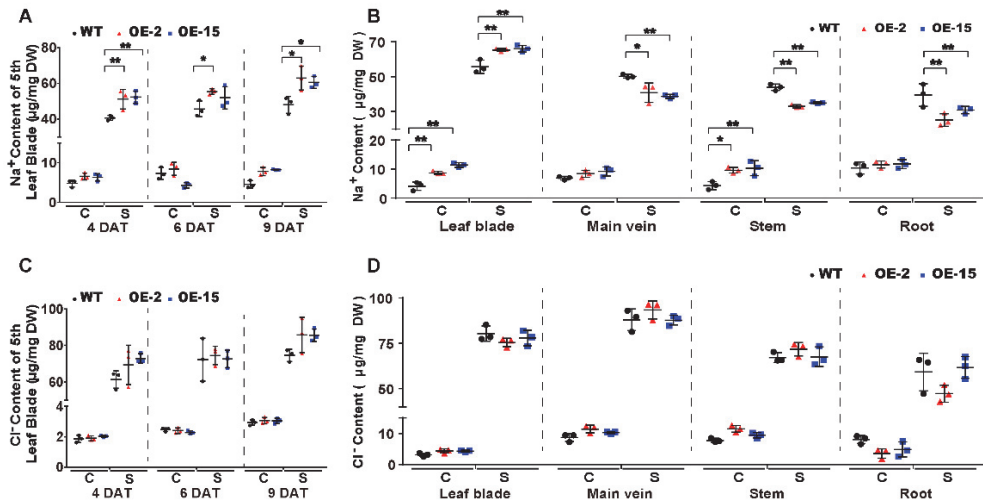 A
WT OE-2 OE-15
Na+ Content of 5th
Leaf Blade (µg/mg DW)
80
60
40
20
10
0
** ** * * *
C S C S C S
4 DAT 6 DAT 9 DAT
B
WT OE-2 OE-15
Na+ Content ( µg/mg DW)
70
50
30
20
10
0
** ** ** ** * ** * ** ** ** ** **
C S C S C S C S
Leaf blade Main vein Stem Root
C
WT OE-2 OE-15
Cl- Content of 5th
Leaf Blade (µg/mg DW)
100
80
60
4
2
0
C S C S C S
4 DAT 6 DAT 9 DAT
D
WT OE-2 OE-15
Cl- Content ( µg/mg DW)
100
75
50
10
0
C S C S C S C S
Leaf blade Main vein Stem Root